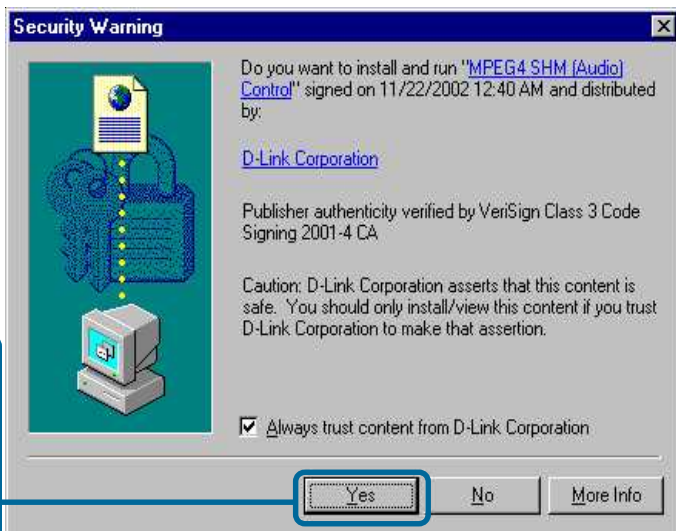 Security Warning
Do you want to install and run "MPEG4 SHM (Audio)
Control" signed on 11/22/2002 12:40 AM and distributed
by:
D-Link Corporation
Publisher authenticity verified by VeriSign Class 3 Code
Signing 2001-4 CA
Caution: D-Link Corporation asserts that this content is
safe.  You should only install/view this content if you trust
D-Link Corporation to make that assertion.
Always trust content from D-Link Corporation
Yes
No
More Info